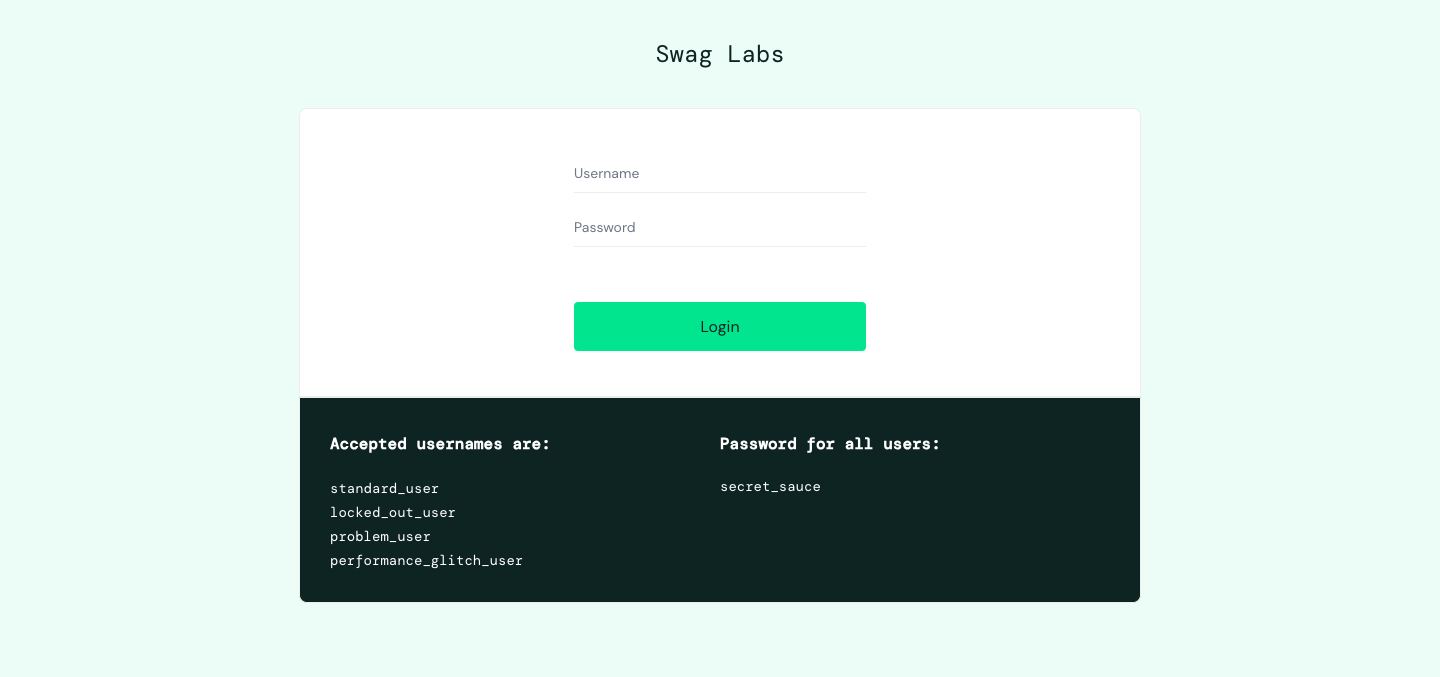 Swag Labs
Username
Password
Login
Accepted usernames are:
standard_user
locked_out_user
problem_user
performance_glitch_user
Password for all users:
secret_sauce